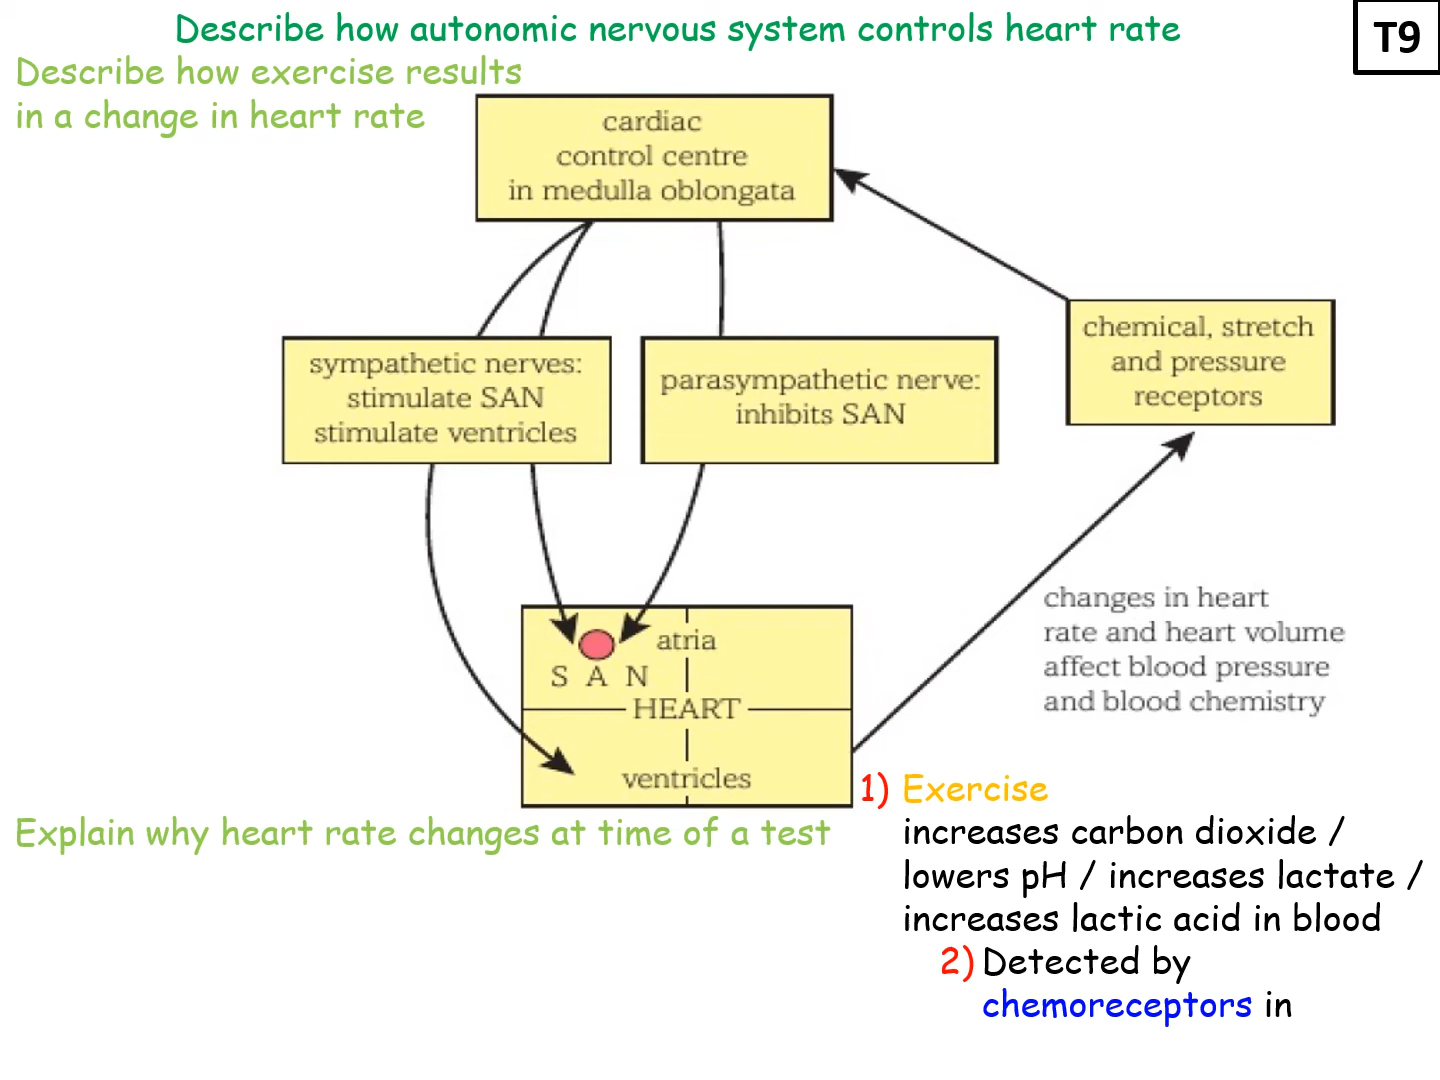 Describe how autonomic nervous system controls heart rate
T9
Describe how exercise results
in a change in heart rate
cardiac
control centre
in medulla oblongata
chemical, stretch
and pressure
receptors
sympathetic nerves:
stimulate SAN
stimulate ventricles
parasympathetic nerve:
inhibits SAN
changes in heart
rate and heart volume
affect blood pressure
and blood chemistry
atria
S A N
HEART
ventricles
Explain why heart rate changes at time of a test
1) Exercise
increases carbon dioxide /
lowers pH / increases lactate /
increases lactic acid in blood
2) Detected by
chemoreceptors in